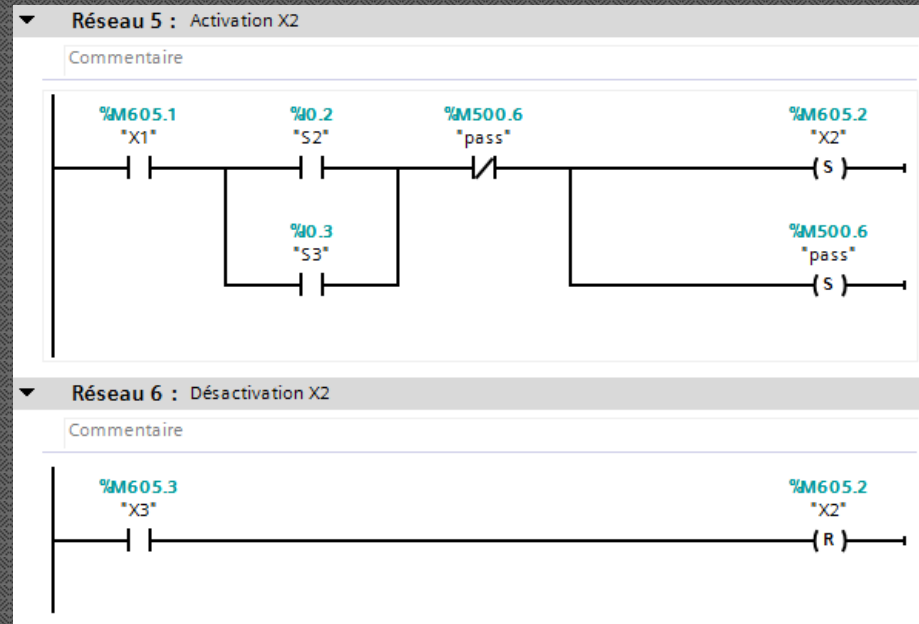 Réseau 5 : Activation X2
Commentaire
%M605.1 %I0.2 %M500.6 %M605.2
"X1" "S2" "pass" "X2"
S
%I0.3 %M500.6
"S3" "pass"
S
Réseau 6 : Désactivation X2
Commentaire
%M605.3 %M605.2
"X3" "X2"
R